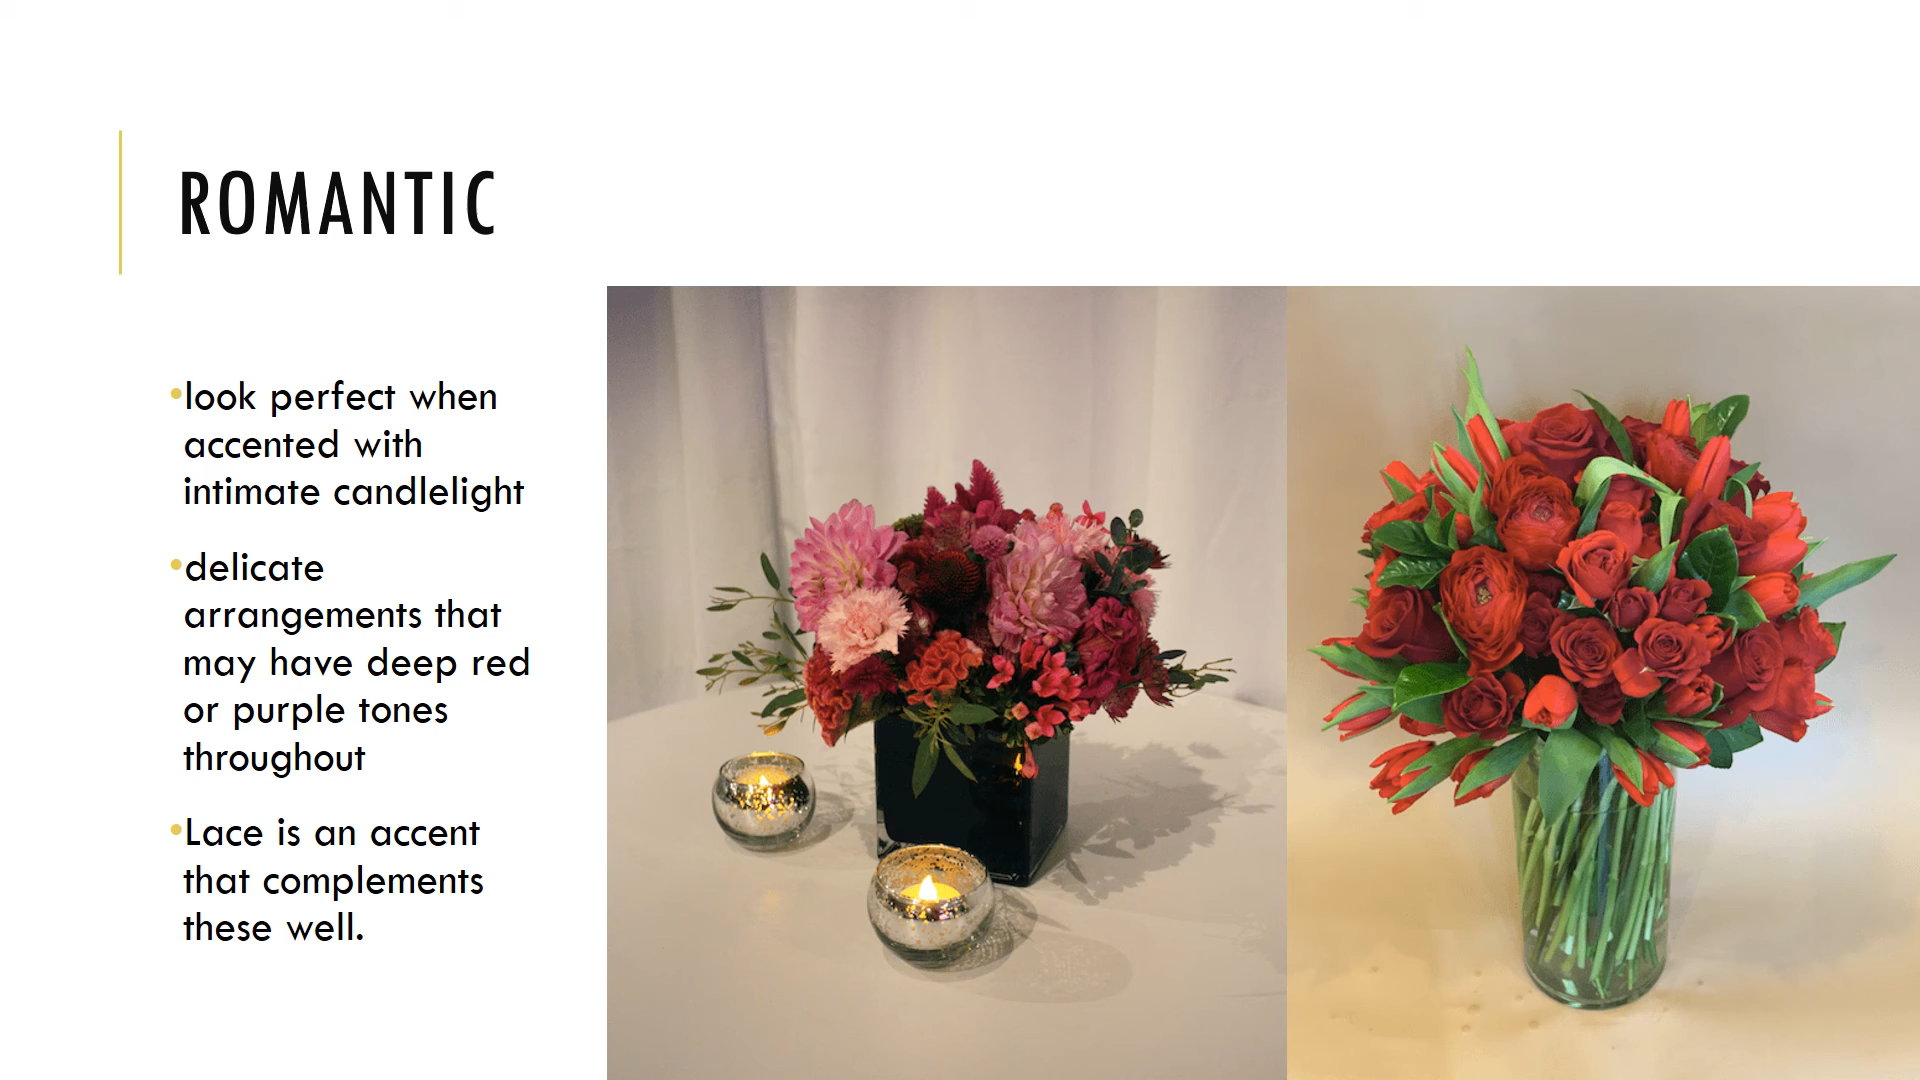 ROMANTIC
•look perfect when
accented with
intimate candlelight
•delicate
arrangements that
may have deep red
or purple tones
throughout
•Lace is an accent
that complements
these well.